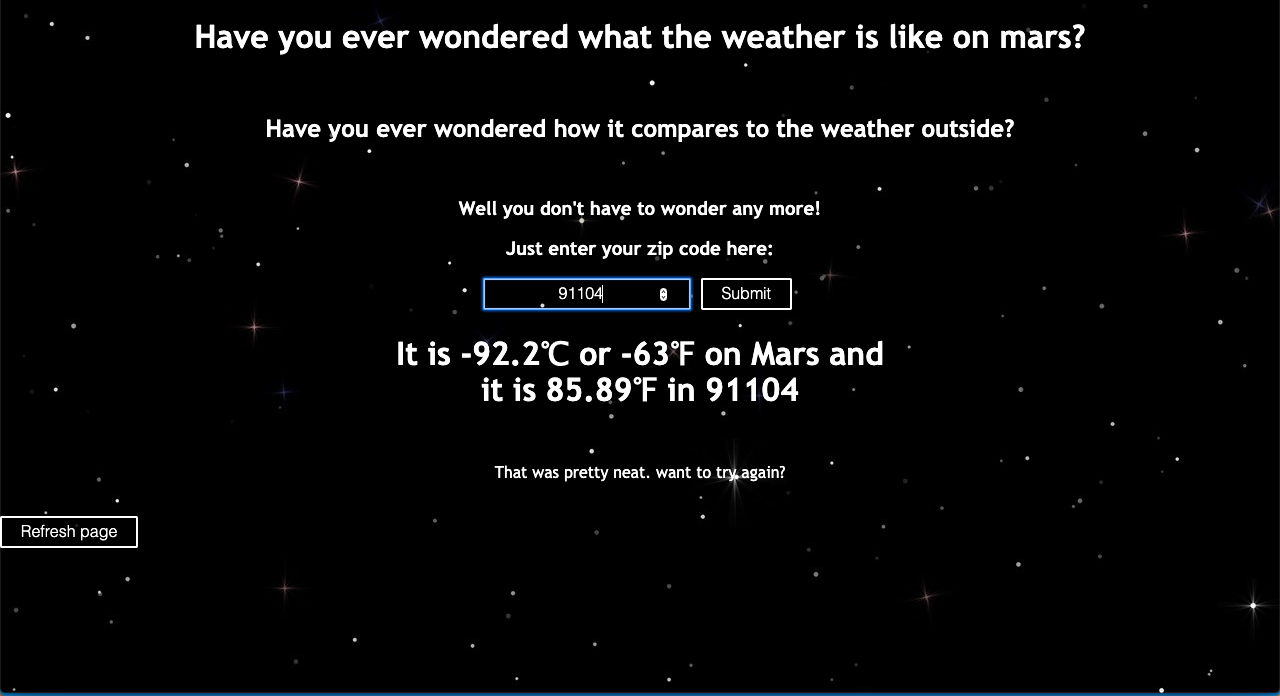 Have you ever wondered what the weather is like on mars?
Have you ever wondered how it compares to the weather outside?
Well you don't have to wonder any more!
Just enter your zip code here:
91104 Submit
It is -92.2℃ or -63℉ on Mars and
it is 85.89℉ in 91104
That was pretty neat. want to try again?
Refresh page